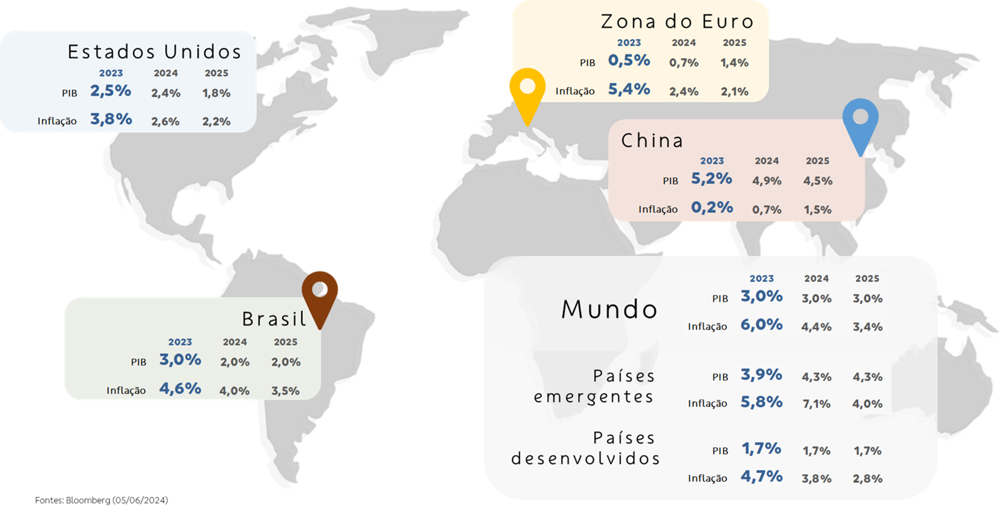 Estados Unidos
2023 2024 2025
PIB 2,5% 2,4% 1,8%
Inflação 3,8% 2,6% 2,2%
Zona do Euro
2023 2024 2025
PIB 0,5% 0,7% 1,4%
Inflação 5,4% 2,4% 2,1%
China
2023 2024 2025
PIB 5,2% 4,9% 4,5%
Inflação 0,2% 0,7% 1,5%
Brasil
2023 2024 2025
PIB 3,0% 2,0% 2,0%
Inflação 4,6% 4,0% 3,5%
Mundo
2023 2024 2025
PIB 3,0% 3,0% 3,0%
Inflação 6,0% 4,4% 3,4%
Países
emergentes
PIB 3,9% 4,3% 4,3%
Inflação 5,8% 7,1% 4,0%
Países
desenvolvidos
PIB 1,7% 1,7% 1,7%
Inflação 4,7% 3,8% 2,8%
Fontes: Bloomberg (05/06/2024)